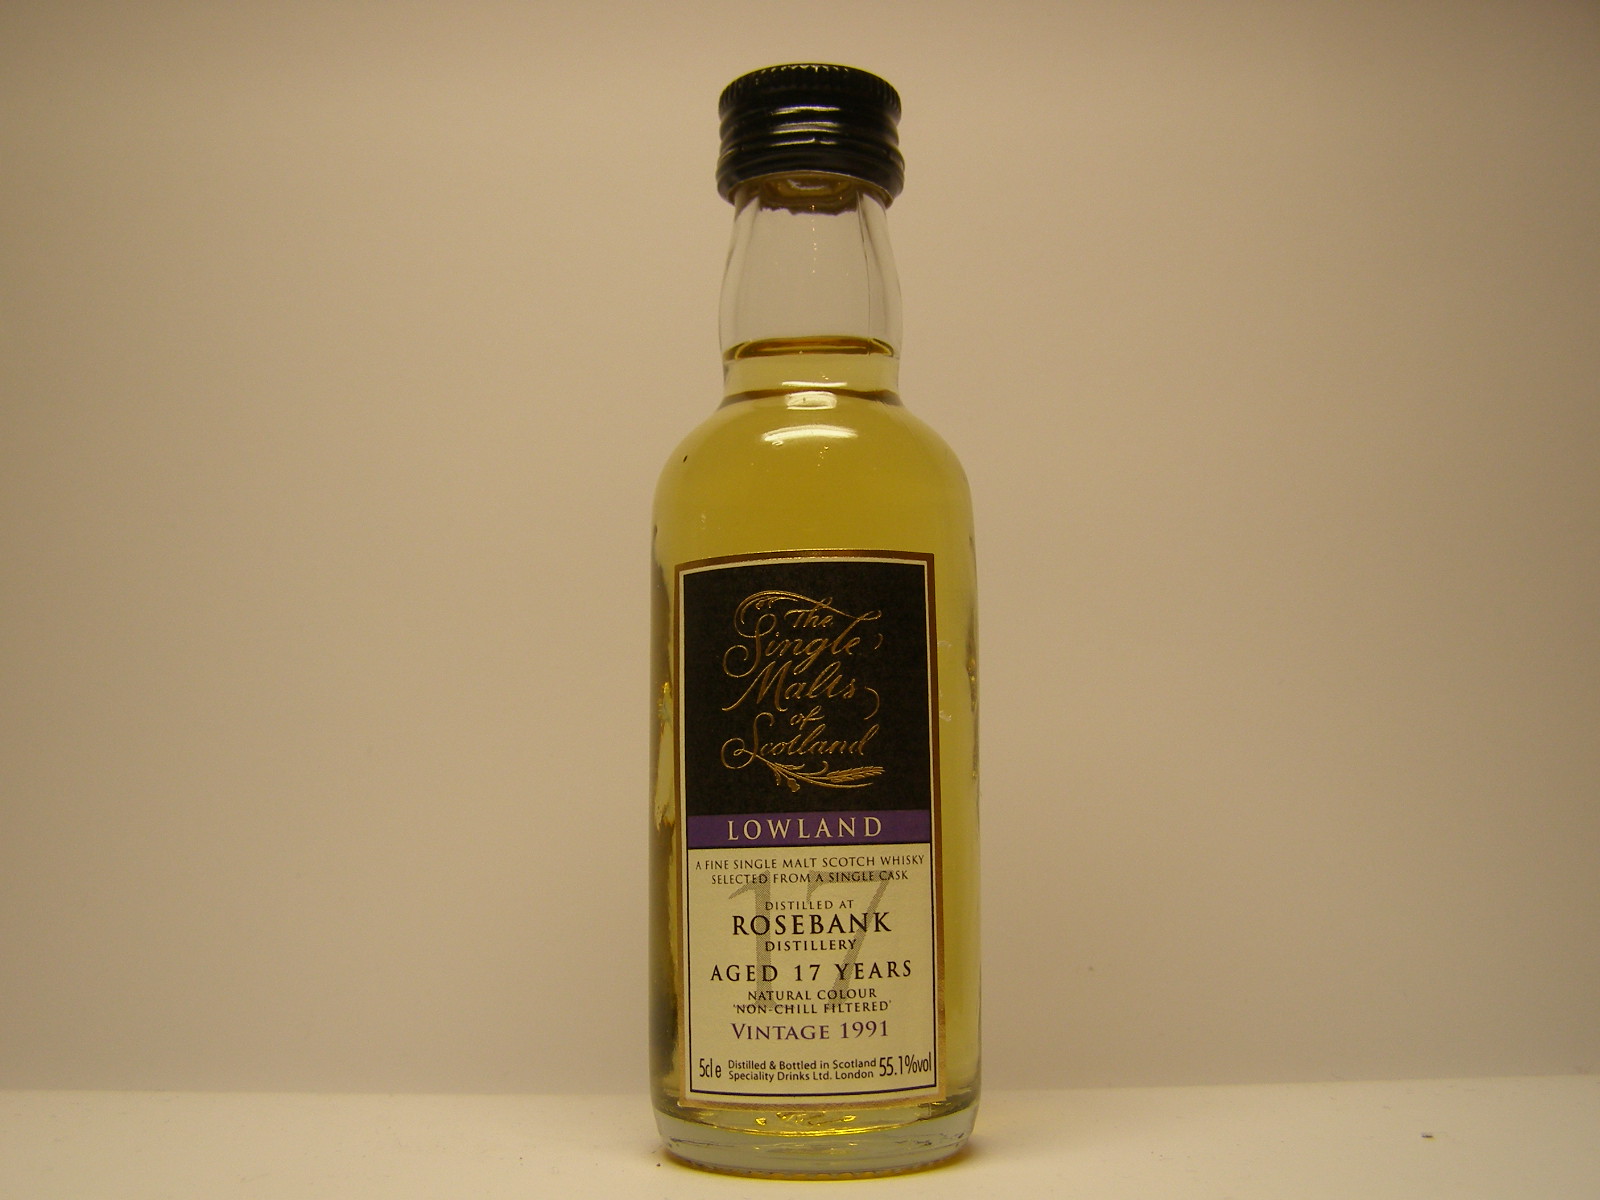 The
Single
Malts
of
Scotland
LOWLAND
A FINE SINGLE MALT SCOTCH WHISKY
SELECTED FROM A SINGLE CASK
17
DISTILLED AT
ROSEBANK
DISTILLERY
AGED 17 YEARS
NATURAL COLOUR
'NON-CHILL FILTERED'
VINTAGE 1991
5cl e Distilled & Bottled in Scotland 55.1%vol
Speciality Drinks Ltd. London